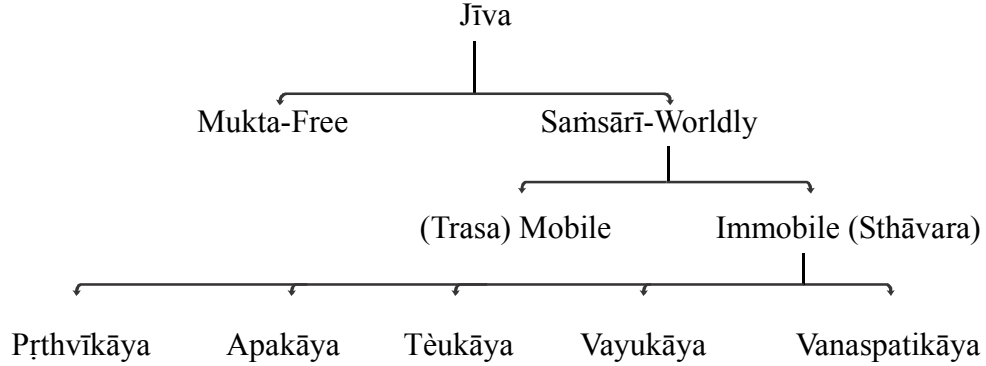 Jīva
Mukta-Free Saṁsārī-Worldly
(Trasa) Mobile Immobile (Sthāvara)
Pṛthvīkāya Apakāya Tèukāya Vayukāya Vanaspatikāya